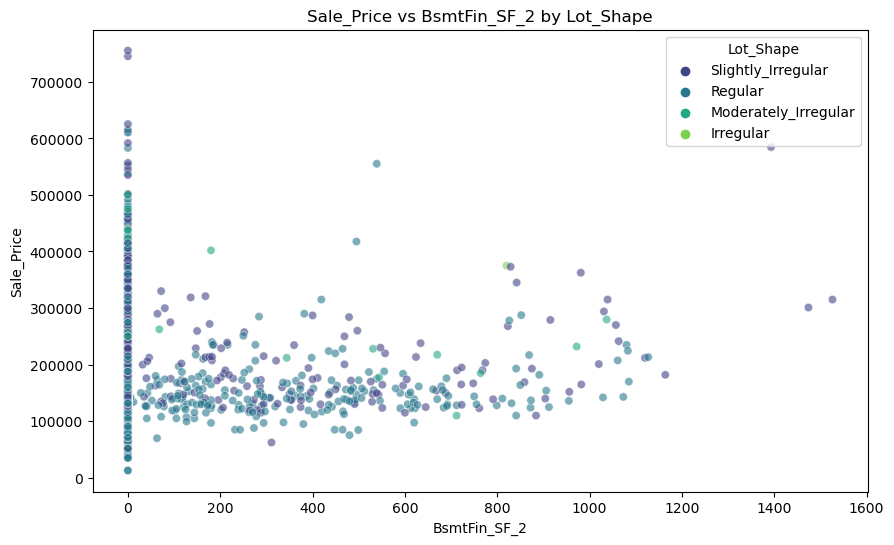 Sale_Price vs BsmtFin_SF_2 by Lot_Shape
Lot_Shape
Slightly_Irregular
Regular
Moderately_Irregular
Irregular
700000
600000
500000
400000
300000
200000
100000
0
Sale_Price
0 200 400 600 800 1000 1200 1400 1600
BsmtFin_SF_2